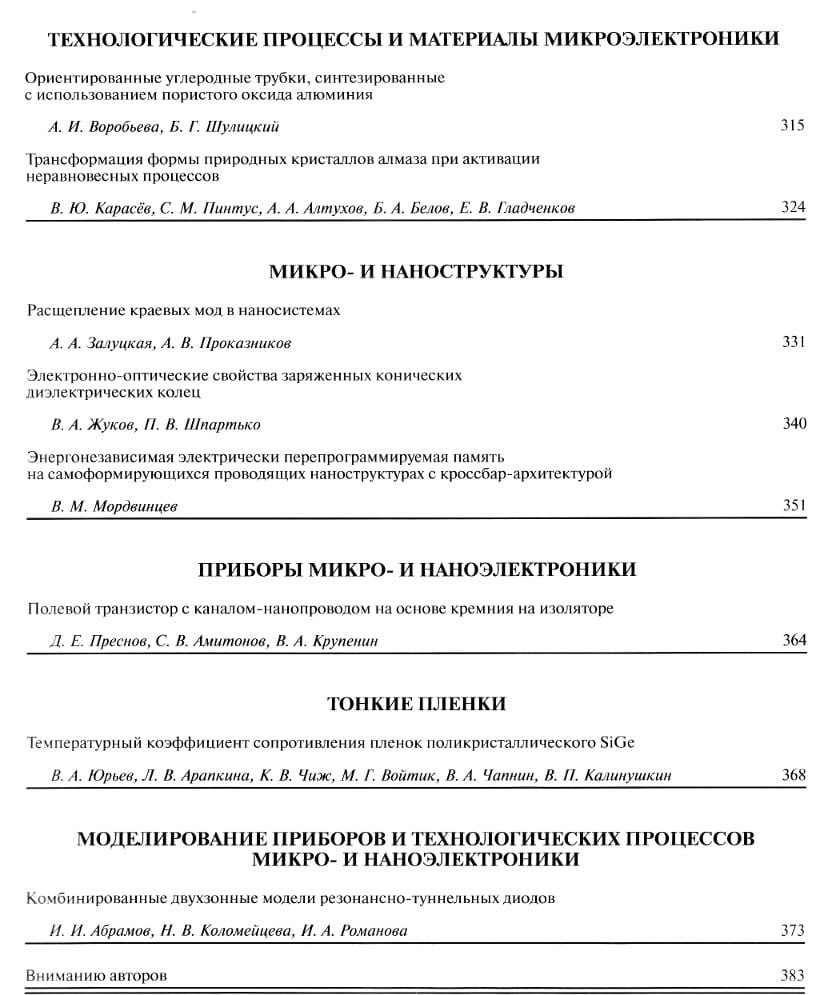 ТЕХНОЛОГИЧЕСКИЕ ПРОЦЕССЫ И МАТЕРИАЛЫ МИКРОЭЛЕКТРОНИКИ
Ориентированные углеродные трубки, синтезированные
с использованием пористого оксида алюминия
А. И. Воробьева, Б. Г. Шулицкий 315
Трансформация формы природных кристаллов алмаза при активации
неравновесных процессов
В. Ю. Карасёв, С. М. Пинтус, А. А. Алтухов, Б. А. Белов, Е. В. Гладченков 324
МИКРО- И НАНОСТРУКТУРЫ
Расщепление краевых мод в наносистемах
А. А. Залуцкая, А. В. Проказников 331
Электронно-оптические свойства заряженных конических
диэлектрических колец
В. А. Жуков, П. В. Шпартько 340
Энергонезависимая электрически перепрограммируемая память
на самоформирующихся проводящих наноструктурах с кроссбар-архитектурой
В. М. Мордвинцев 351
ПРИБОРЫ МИКРО- И НАНОЭЛЕКТРОНИКИ
Полевой транзистор с каналом-нанопроводом на основе кремния на изоляторе
Д. Е. Преснов, С. В. Амитонов, В. А. Крупенин 364
ТОНКИЕ ПЛЕНКИ
Температурный коэффициент сопротивления пленок поликристаллического SiGe
В. А. Юрьев, Л. В. Арапкина, К. В. Чиж, М. Г. Войтик, В. А. Чапнин, В. П. Калинушкин 368
МОДЕЛИРОВАНИЕ ПРИБОРОВ И ТЕХНОЛОГИЧЕСКИХ ПРОЦЕССОВ
МИКРО- И НАНОЭЛЕКТРОНИКИ
Комбинированные двухзонные модели резонансно-туннельных диодов
И. И. Абрамов, Н. В. Коломейцева, И. А. Романова 373
Вниманию авторов 383